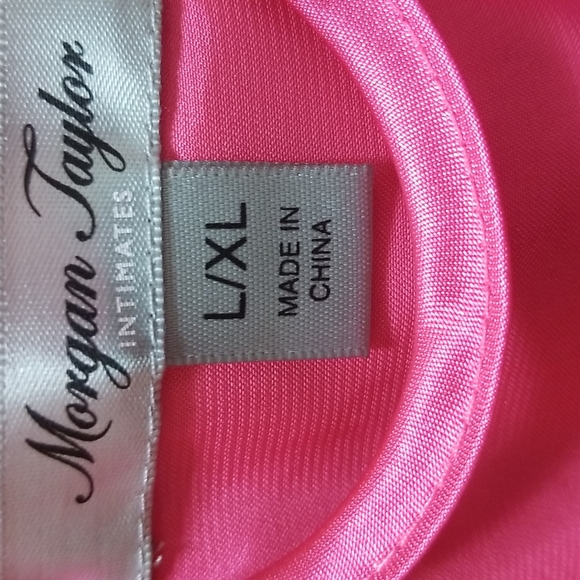 Morgan Taylor
INTIMATES
L/XL
MADE IN
CHINA